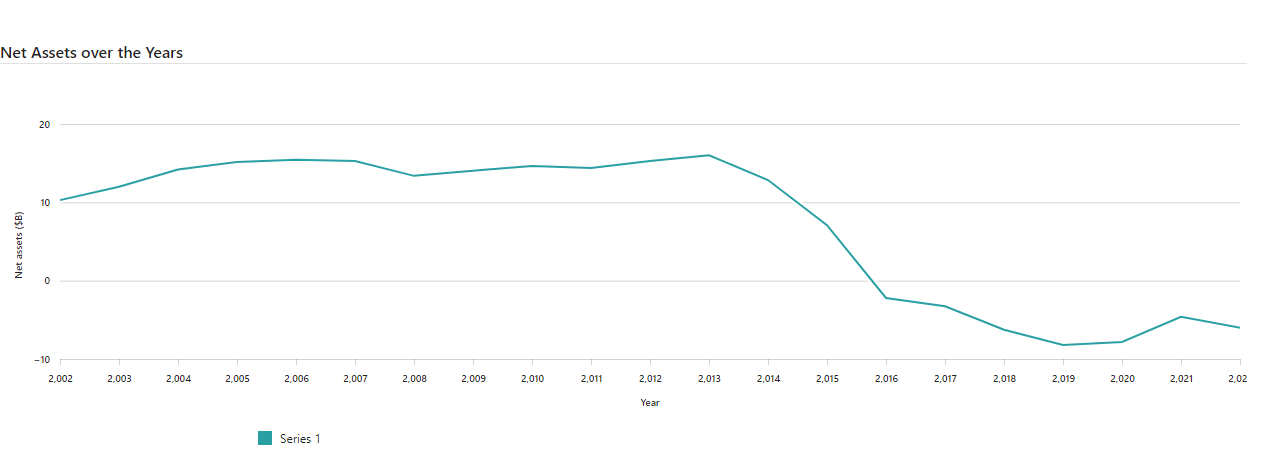 Net Assets over the Years
20
10
0
−10
Net assets ($B)
2,002 2,003 2,004 2,005 2,006 2,007 2,008 2,009 2,010 2,011 2,012 2,013 2,014 2,015 2,016 2,017 2,018 2,019 2,020 2,021 2,02
Year
Series 1